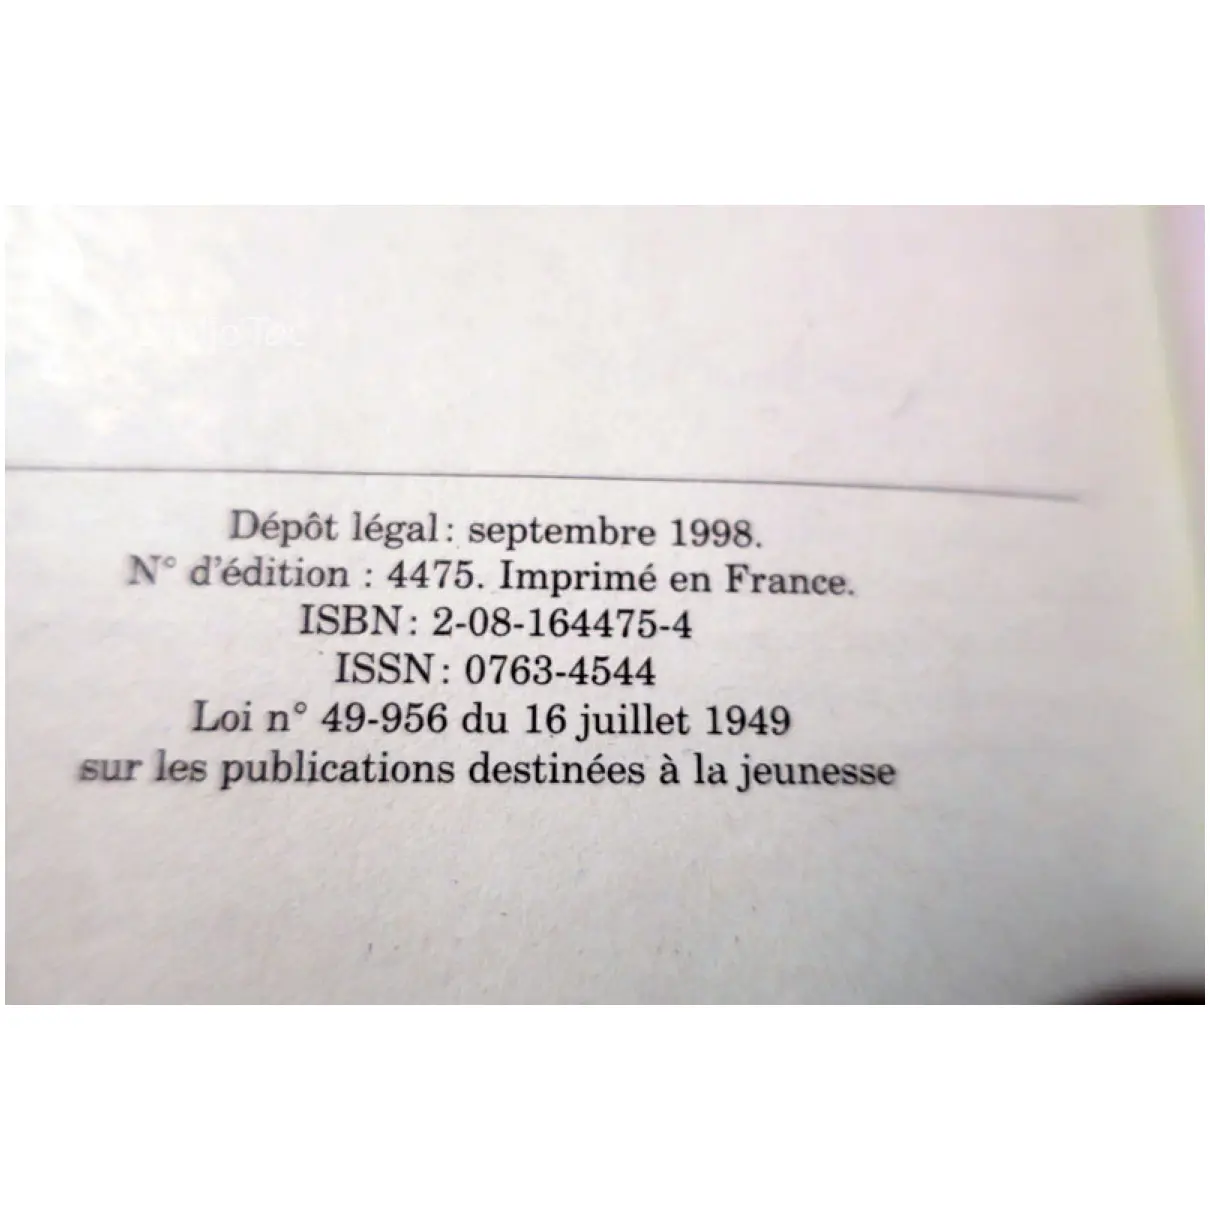 Dépôt légal : septembre 1998.
N° d'édition : 4475. Imprimé en France.
ISBN : 2-08-164475-4
ISSN : 0763-4544
Loi n° 49-956 du 16 juillet 1949
sur les publications destinées à la jeunesse